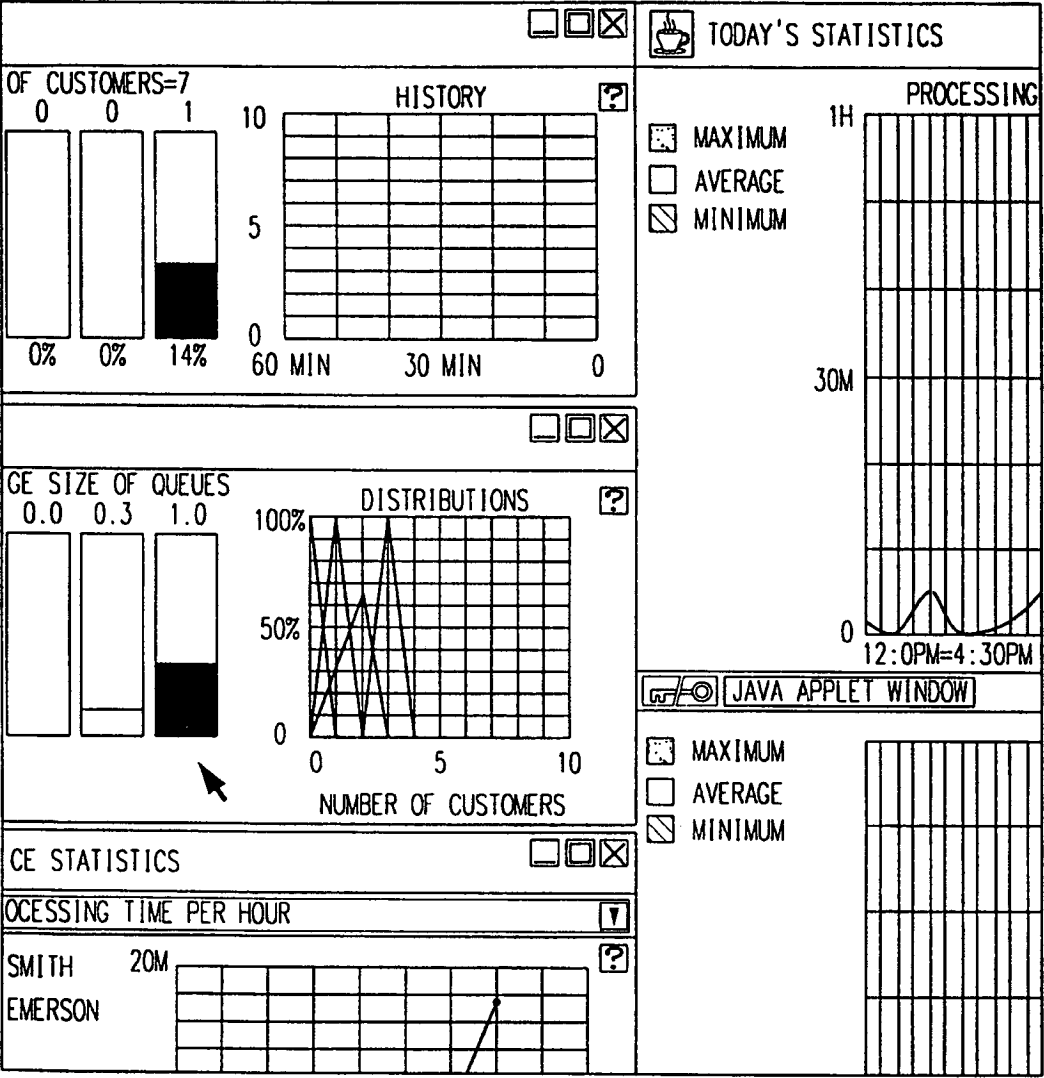 OF CUSTOMERS=7
0 0 1
0% 0% 14%
HISTORY
?
10
5
0
60 MIN 30 MIN 0
GE SIZE OF QUEUES
0.0 0.3 1.0
DISTRIBUTIONS
?
100%
50%
0
0 5 10
NUMBER OF CUSTOMERS
CE STATISTICS
OCESSING TIME PER HOUR
SMITH
EMERSON
20M
?
TODAY'S STATISTICS
PROCESSING
MAXIMUM
AVERAGE
MINIMUM
1H
30M
0
12:0PM=4:30PM
JAVA APPLET WINDOW
MAXIMUM
AVERAGE
MINIMUM